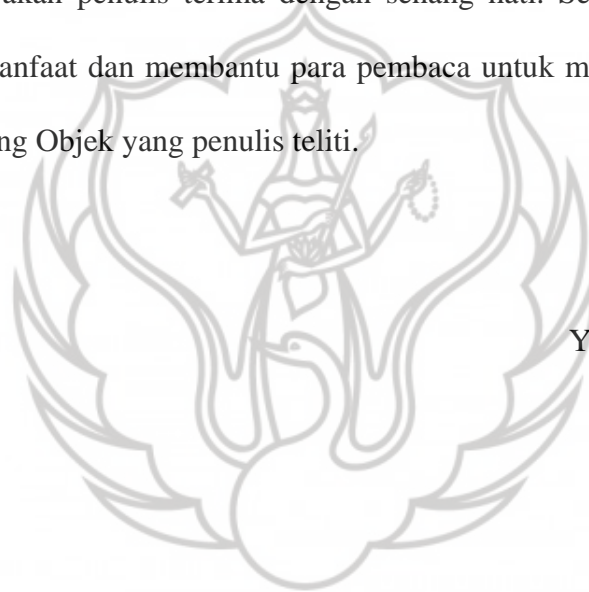 akan penulis terima dengan senang hati. Se
anfaat dan membantu para pembaca untuk m
ng Objek yang penulis teliti.
Y